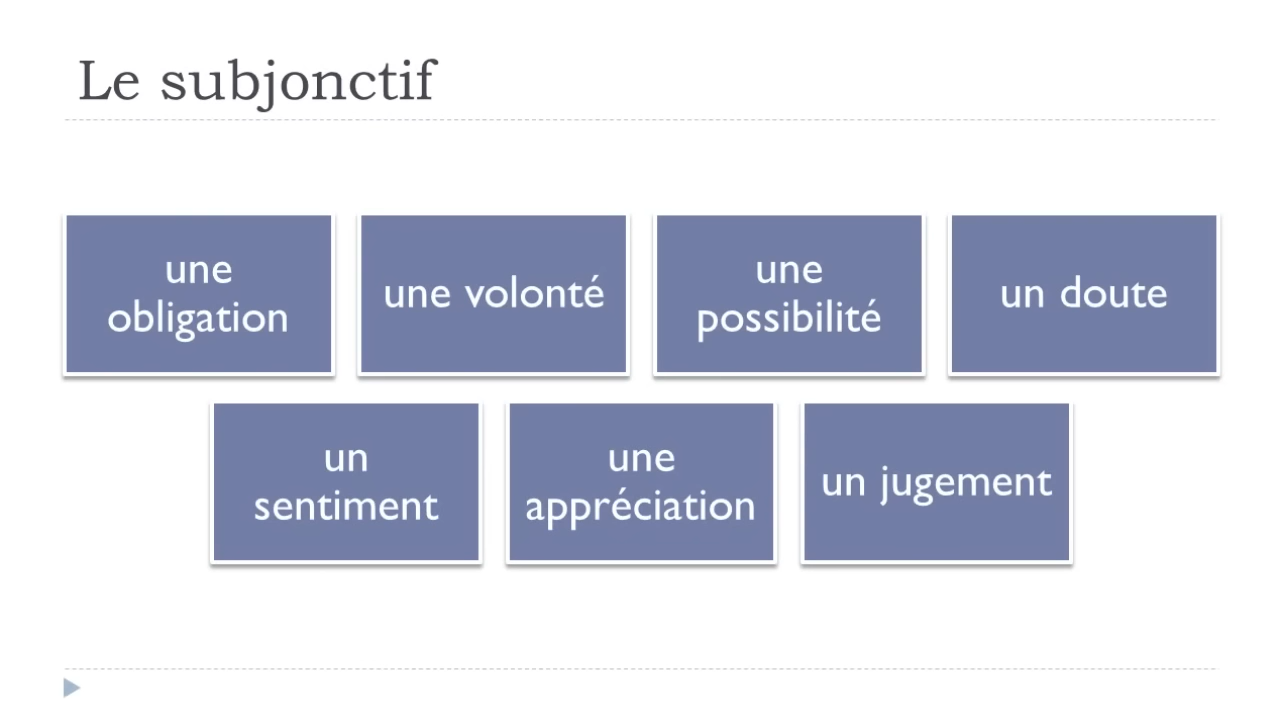 Le subjonctif
une
obligation
une volonté
une
possibilité
un doute
un
sentiment
une
appréciation
un jugement